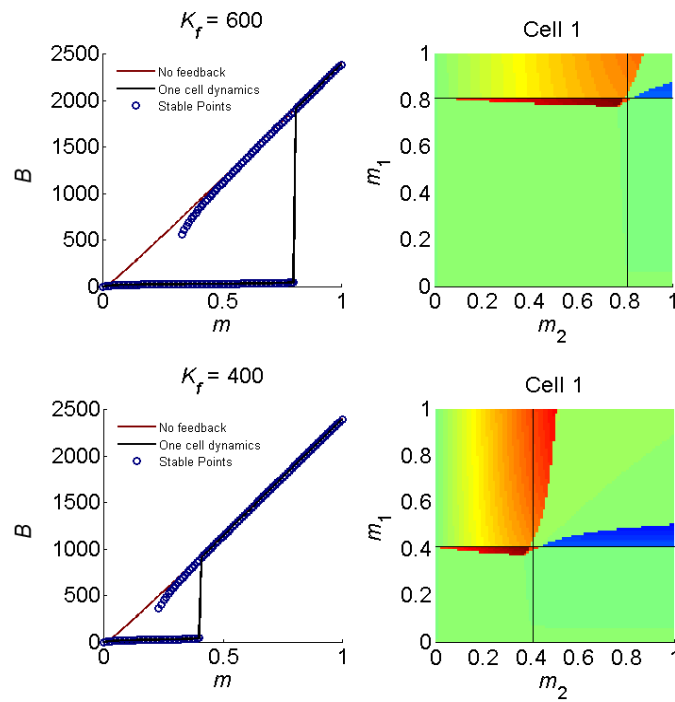 K_f = 600
2500
2000
1500
1000
500
0
B
No feedback
One cell dynamics
Stable Points
0 0.5 1
m
Cell 1
1
0.8
0.6
0.4
0.2
0
m_1
0 0.2 0.4 0.6 0.8 1
m_2
K_f = 400
2500
2000
1500
1000
500
0
B
No feedback
One cell dynamics
Stable Points
0 0.5 1
m
Cell 1
1
0.8
0.6
0.4
0.2
0
m_1
0 0.2 0.4 0.6 0.8 1
m_2